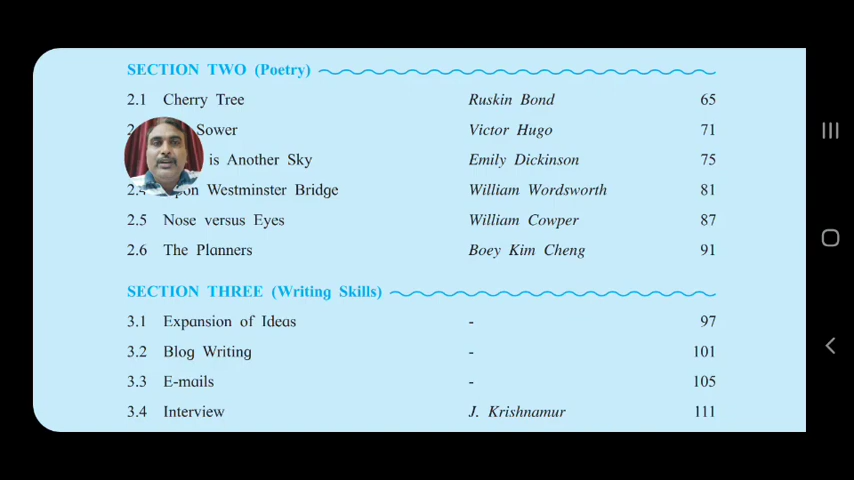 SECTION TWO (Poetry)
2.1 Cherry Tree Ruskin Bond 65
Sower Victor Hugo 71
is Another Sky Emily Dickinson 75
Westminster Bridge William Wordsworth 81
2.5 Nose versus Eyes William Cowper 87
2.6 The Planners Boey Kim Cheng 91
SECTION THREE (Writing Skills)
3.1 Expansion of Ideas - 97
3.2 Blog Writing - 101
3.3 E-mails - 105
3.4 Interview J. Krishnamur 111